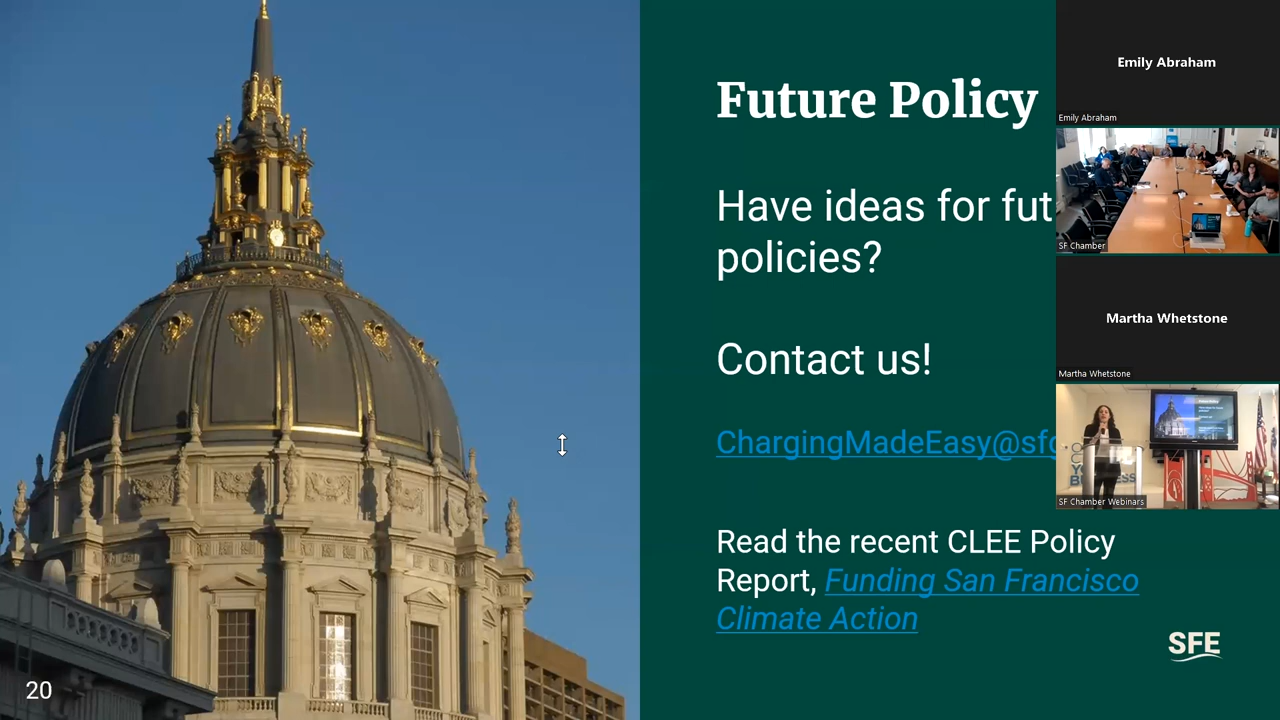 Future Policy
Have ideas for fut
policies?
Contact us!
ChargingMadeEasy@sfe
Read the recent CLEE Policy
Report, Funding San Francisco
Climate Action
SFE
20
Emily Abraham
Emily Abraham
SF Chamber
Martha Whetstone
Martha Whetstone
SF Chamber Webinars